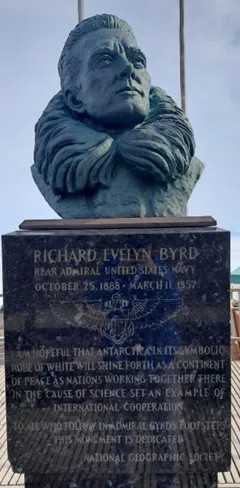 RICHARD EVELYN BYRD
REAR ADMIRAL UNITED STATES NAVY
OCTOBER 25, 1888 - MARCH 11, 1957
I AM HOPEFUL THAT ANTARCTICA IN ITS SYMBOLIC
ROBE OF WHITE WILL SHINE FORTH AS A CONTINENT
OF PEACE AS NATIONS WORKING TOGETHER THERE
IN THE CAUSE OF SCIENCE SET AN EXAMPLE OF
INTERNATIONAL COOPERATION
TO ALL WHO FOLLOW IN ADMIRAL BYRD'S FOOTSTEPS
THIS MONUMENT IS DEDICATED
NATIONAL GEOGRAPHIC SOCIETY